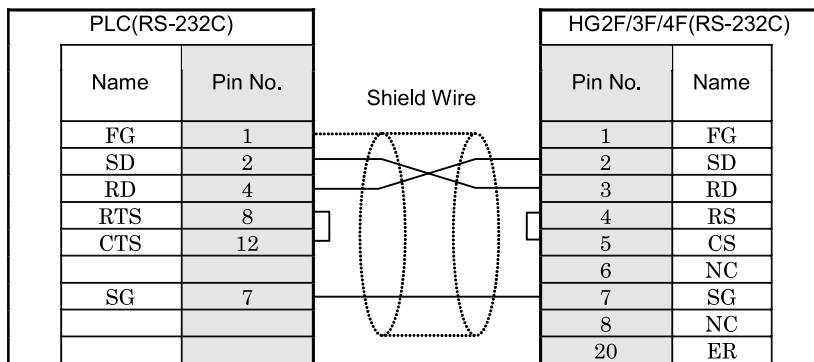 PLC(RS-232C) HG2F/3F/4F(RS-232C)
Name Pin No. Shield Wire Pin No. Name
FG 1 1 FG
SD 2 2 SD
RD 4 3 RD
RTS 8 4 RS
CTS 12 5 CS
6 NC
SG 7 7 SG
8 NC
20 ER